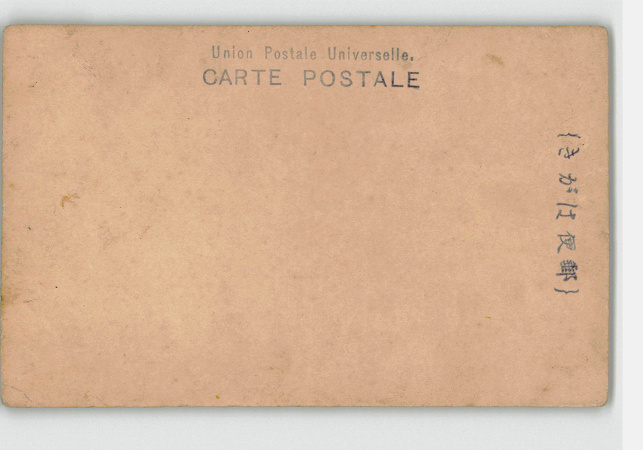 Union Postale Universelle.
CARTE POSTALE
{きがは便郵}